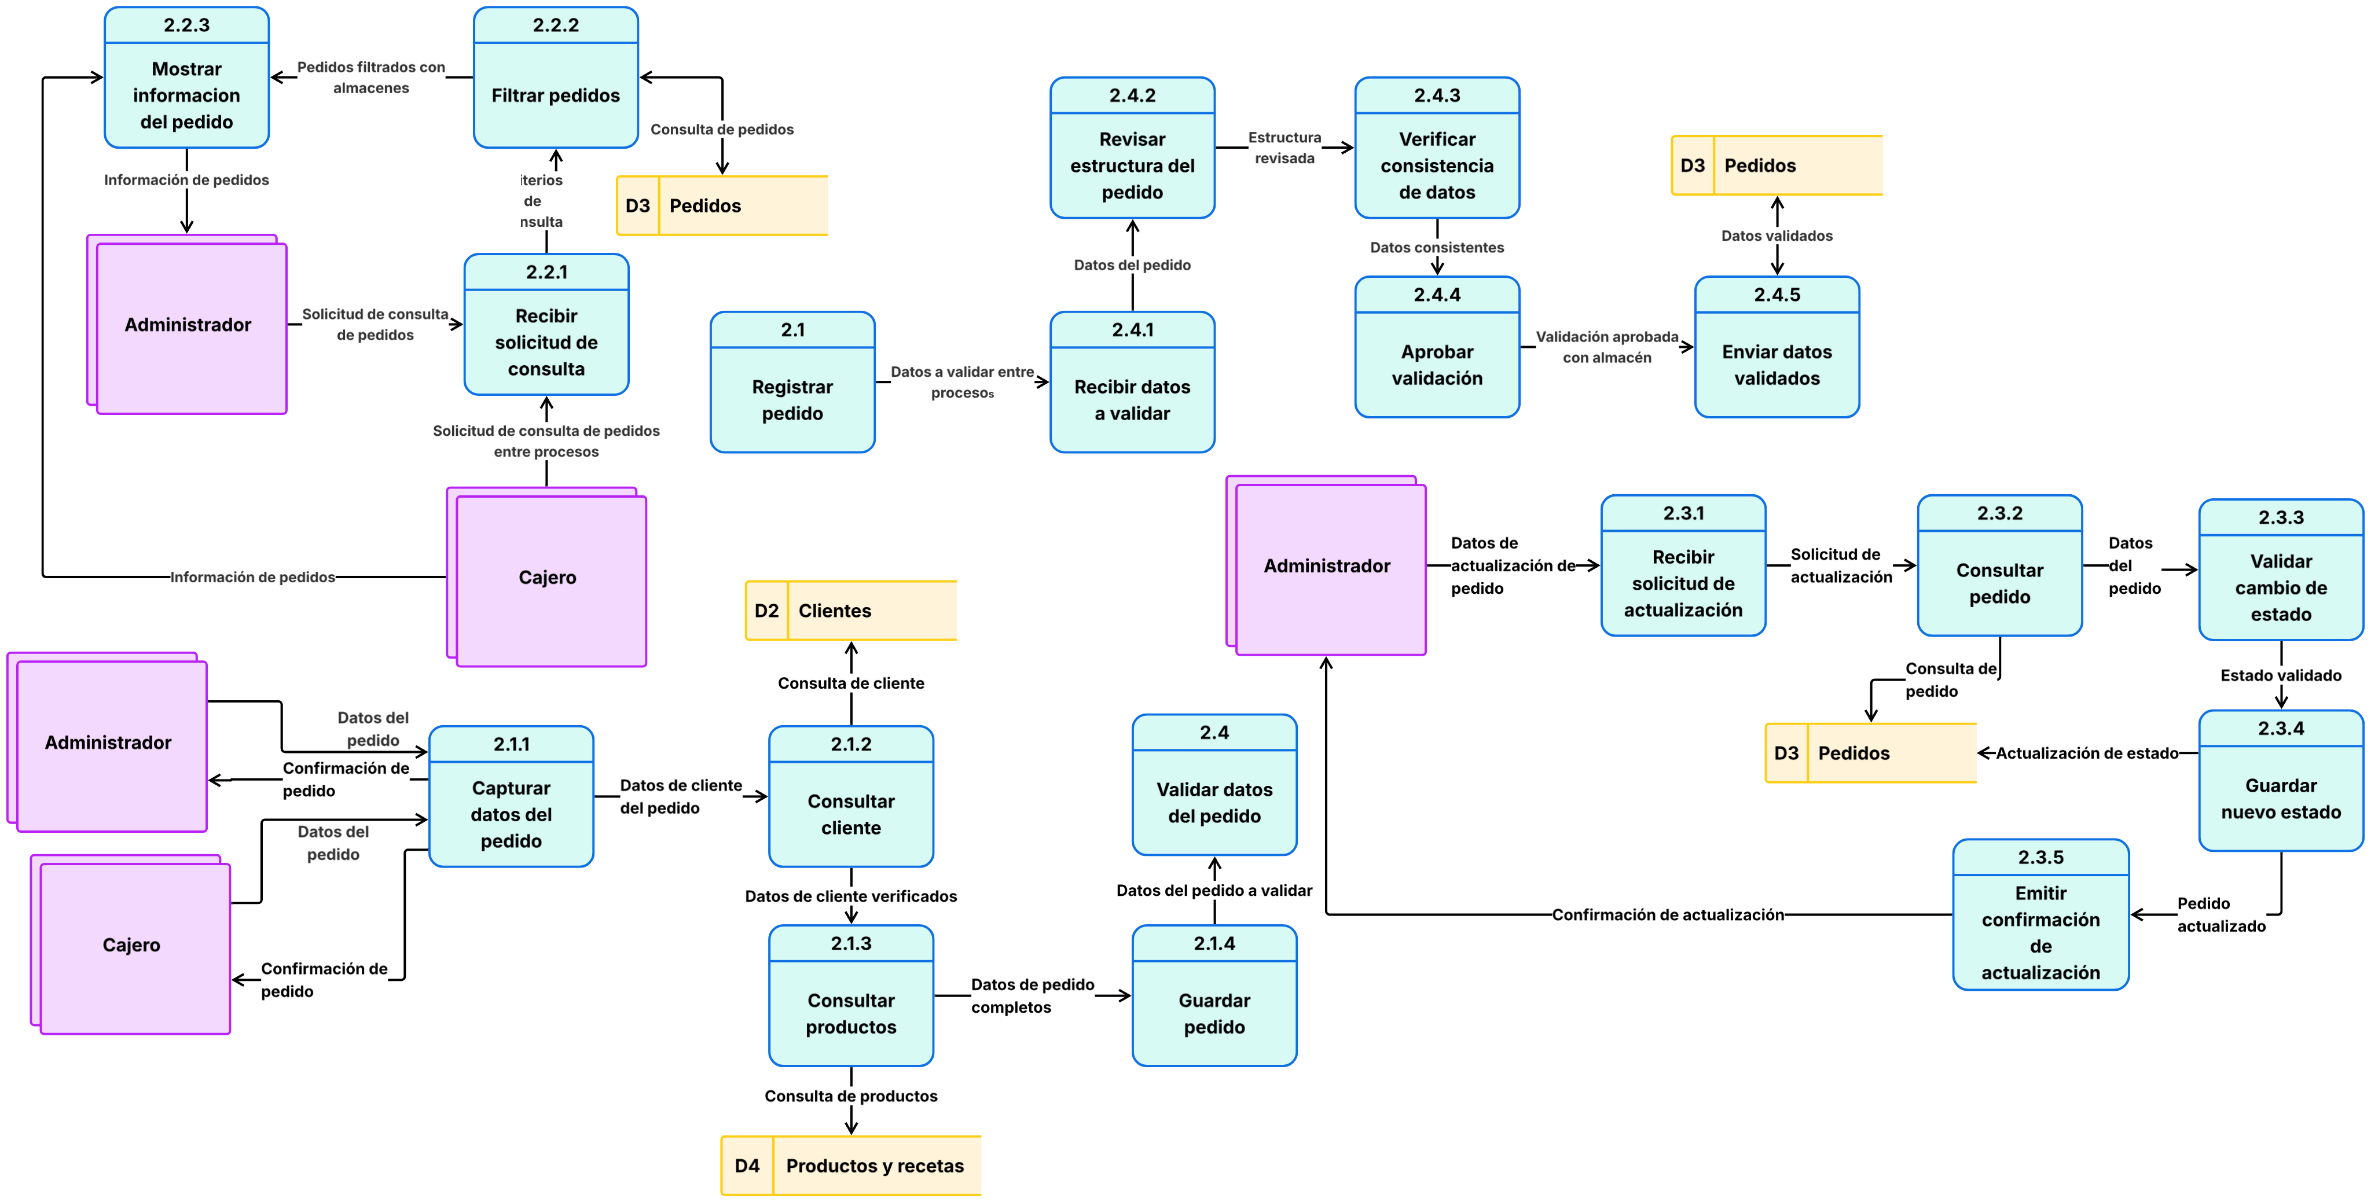 2.2.3
Mostrar
informacion
del pedido
Pedidos filtrados con
almacenes
2.2.2
Filtrar pedidos
Consulta de pedidos
D3 Pedidos
Información de pedidos
iterios
de
nsulta
Administrador
Solicitud de consulta
de pedidos
2.2.1
Recibir
solicitud de
consulta
Solicitud de consulta de pedidos
entre procesos
Información de pedidos
Cajero
2.1
Registrar
pedido
Datos a validar entre
procesos
2.4.1
Recibir datos
a validar
Datos del pedido
2.4.2
Revisar
estructura del
pedido
Estructura
revisada
2.4.3
Verificar
consistencia
de datos
Datos consistentes
2.4.4
Aprobar
validación
Validación aprobada
con almacén
2.4.5
Enviar datos
validados
Datos validados
D3 Pedidos
Administrador
Datos del
pedido
Confirmación de
pedido
Cajero
Datos del
pedido
Confirmación de
pedido
2.1.1
Capturar
datos del
pedido
Datos de cliente
del pedido
2.1.2
Consultar
cliente
Consulta de cliente
D2 Clientes
Datos de cliente verificados
2.1.3
Consultar
productos
Consulta de productos
D4 Productos y recetas
Datos de pedido
completos
2.1.4
Guardar
pedido
Datos del pedido a validar
2.4
Validar datos
del pedido
Administrador
Datos de
actualización de
pedido
2.3.1
Recibir
solicitud de
actualización
Solicitud de
actualización
2.3.2
Consultar
pedido
Consulta de
pedido
D3 Pedidos
Datos
del
pedido
2.3.3
Validar
cambio de
estado
Estado validado
2.3.4
Guardar
nuevo estado
Actualización de estado
Pedido
actualizado
2.3.5
Emitir
confirmación
de
actualización
Confirmación de actualización